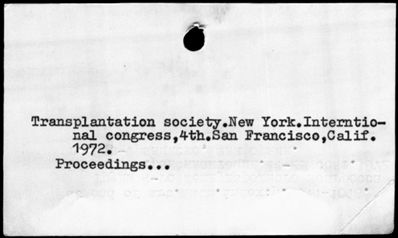 Transplantation society.New York.Interntio-
nal congress,4th.San Francisco,Calif.
1972.
Proceedings...